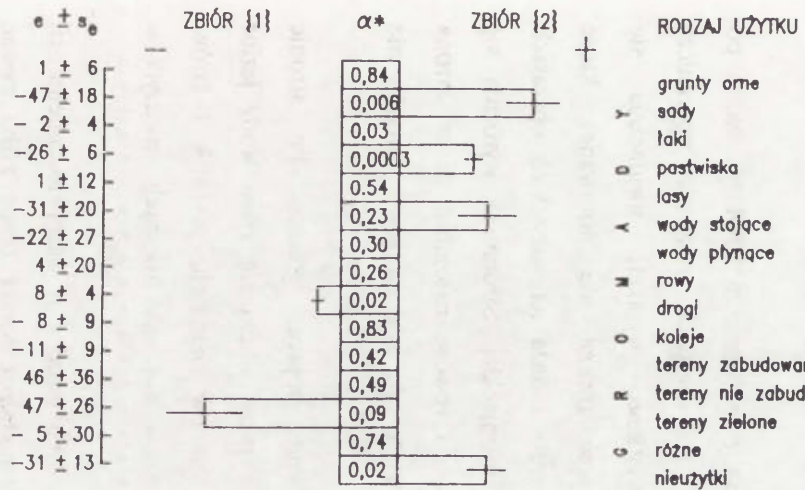 e ± sₑ ZBIÓR {1} α* ZBIÓR {2} RODZAJ UŻYTKU
1 ± 6 0,84 grunty orne
-47 ± 18 0,006 sady
- 2 ± 4 0,03 łaki
-26 ± 6 0,0003 pastwiska
1 ± 12 0.54 lasy
-31 ± 20 0,23 wody stojące
-22 ± 27 0,30 wody płynące
4 ± 20 0,26 rowy
8 ± 4 0,02 drogi
- 8 ± 9 0,83 koleje
-11 ± 9 0,42 tereny zabudowan
46 ± 36 0,49 tereny nie zabud
47 ± 26 0,09 tereny zielone
- 5 ± 30 0,74 różne
-31 ± 13 0,02 nieużytki
G R O M A D Y